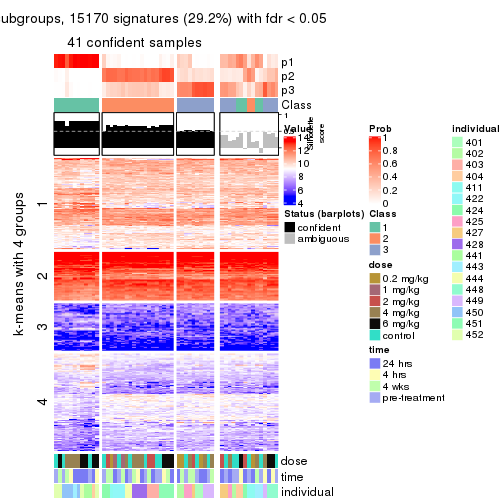 ubgroups, 15170 signatures (29.2%) with fdr < 0.05
41 confident samples
p1
p2
p3
Class
1
Silhouette
score
k-means with 4 groups
1
2
3
4
dose
time
individual
Value
14
12
10
8
6
4
Status (barplots)
confident
ambiguous
Prob
1
0.8
0.6
0.4
0.2
0
Class
1
2
3
dose
0.2 mg/kg
1 mg/kg
2 mg/kg
4 mg/kg
6 mg/kg
control
time
24 hrs
4 hrs
4 wks
pre-treatment
individual
401
402
403
404
411
422
424
425
427
428
441
443
444
448
449
450
451
452